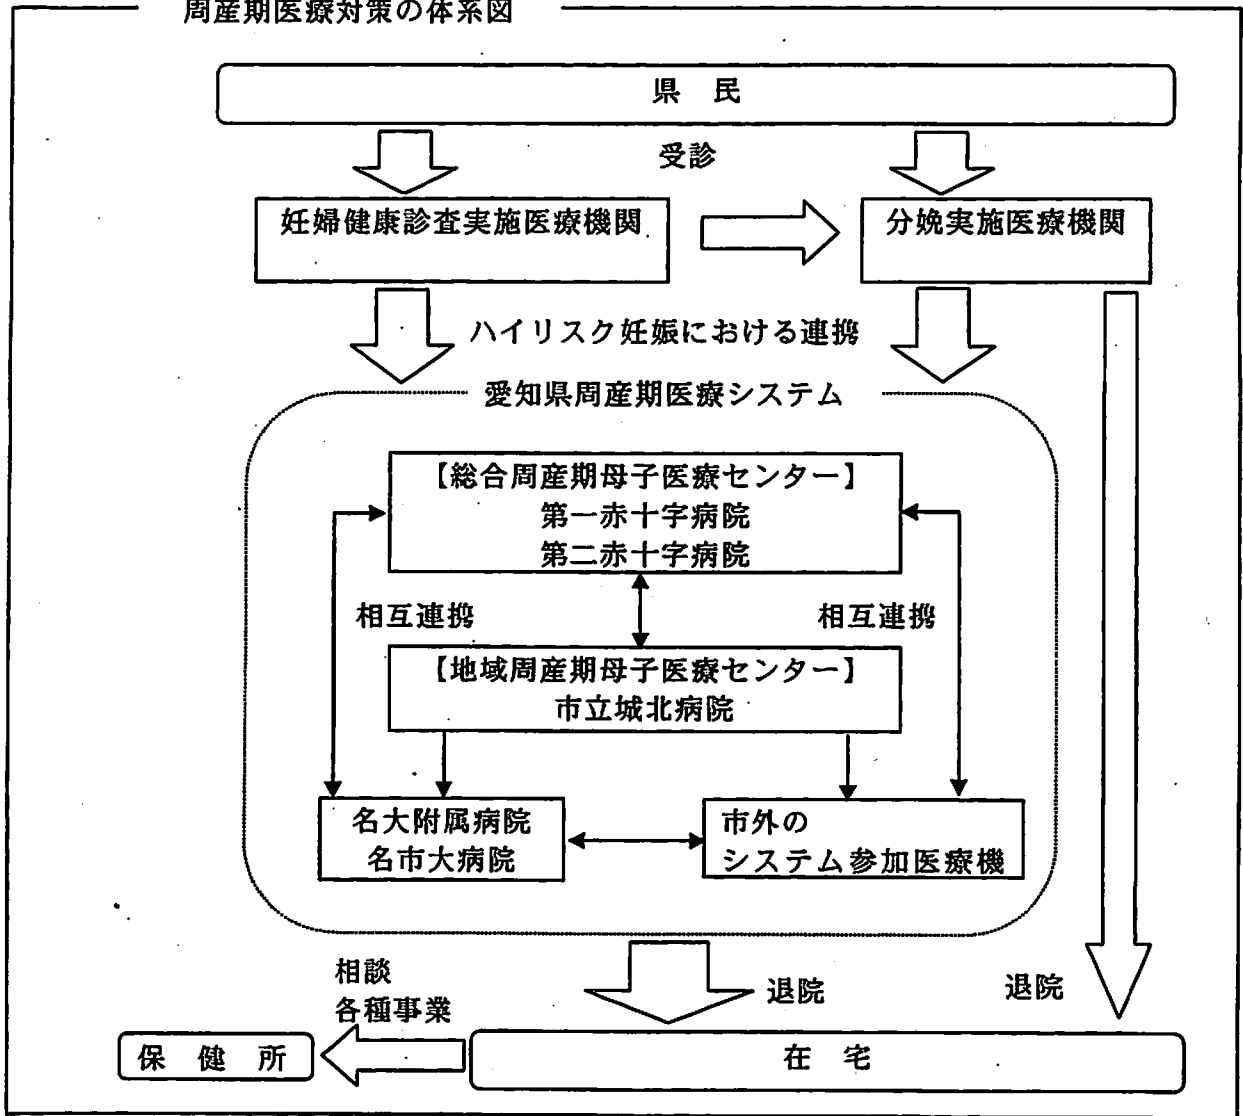 周産期医療対策の体系図
県 民
受診
妊婦健康診査実施医療機関
分娩実施医療機関
ハイリスク妊娠における連携
愛知県周産期医療システム
【総合周産期母子医療センター】
第一赤十字病院
第二赤十字病院
相互連携
相互連携
【地域周産期母子医療センター】
市立城北病院
名大附属病院
名市大病院
市外の
システム参加医療機
相談
各種事業
退院
退院
保 健 所
在 宅